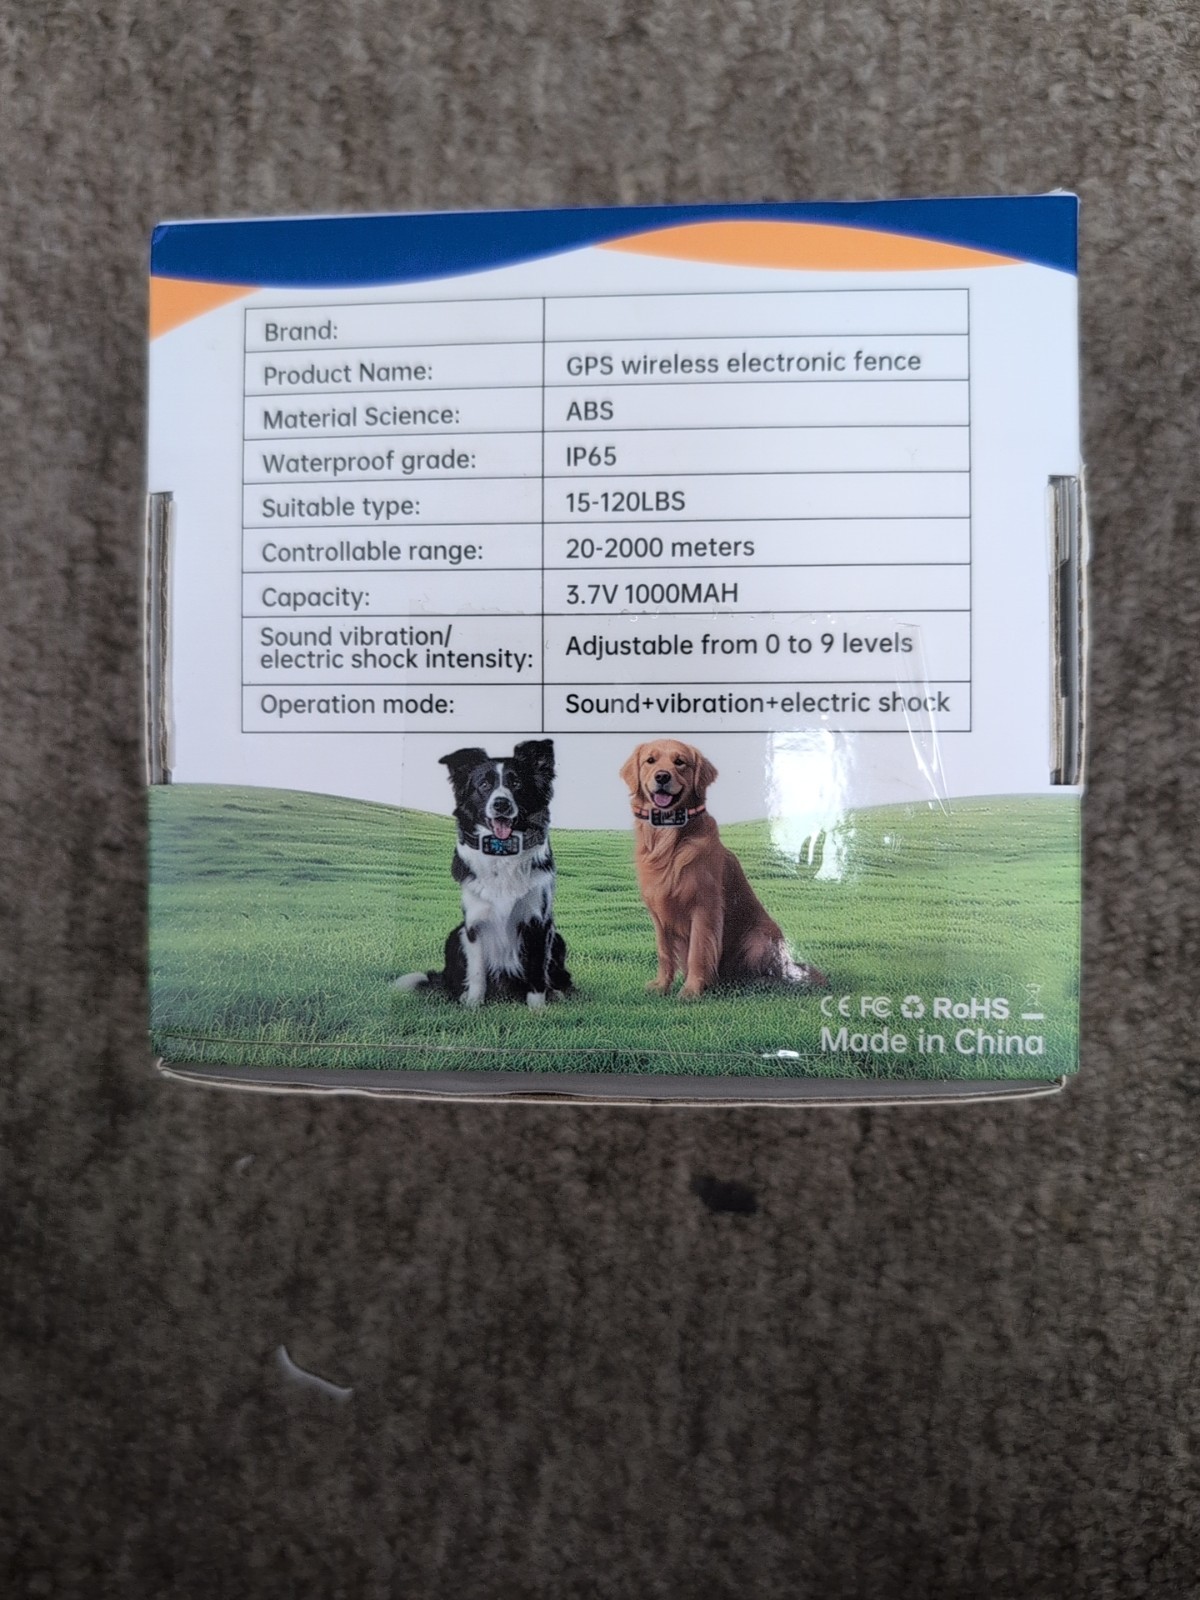 Brand:
Product Name: GPS wireless electronic fence
Material Science: ABS
Waterproof grade: IP65
Suitable type: 15-120LBS
Controllable range: 20-2000 meters
Capacity: 3.7V 1000MAH
Sound vibration/
electric shock intensity: Adjustable from 0 to 9 levels
Operation mode: Sound+vibration+electric shock
CE FC RoHS
Made in China